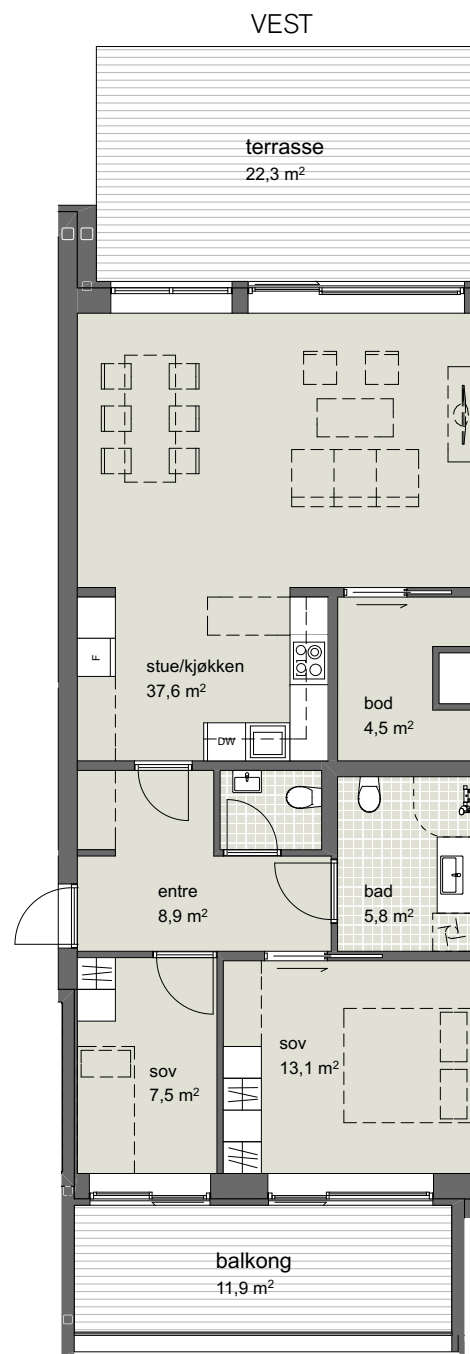 VEST
terrasse
22,3 m²
F
stue/kjøkken
37,6 m²
bod
4,5 m²
DW
entre
8,9 m²
bad
5,8 m²
sov
7,5 m²
sov
13,1 m²
balkong
11,9 m²